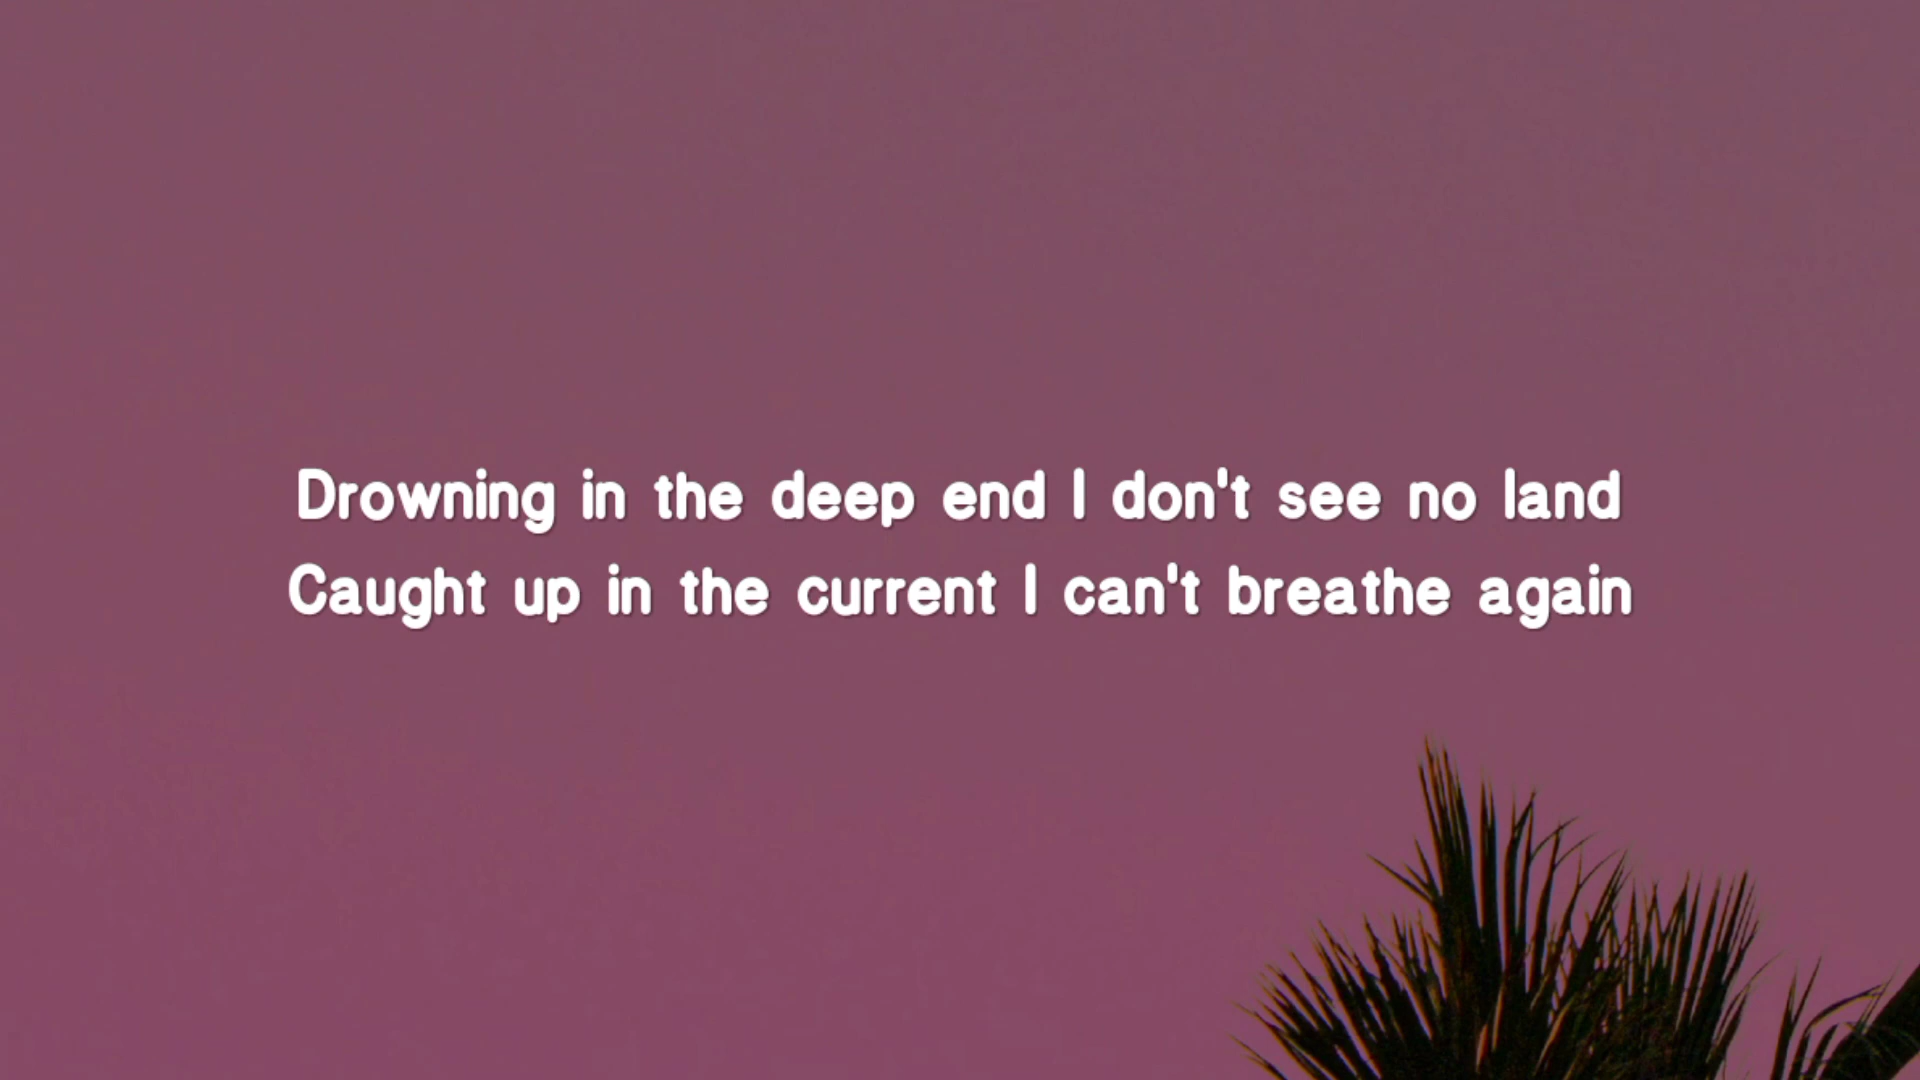 Drowning in the deep end I don't see no land
Caught up in the current I can't breathe again